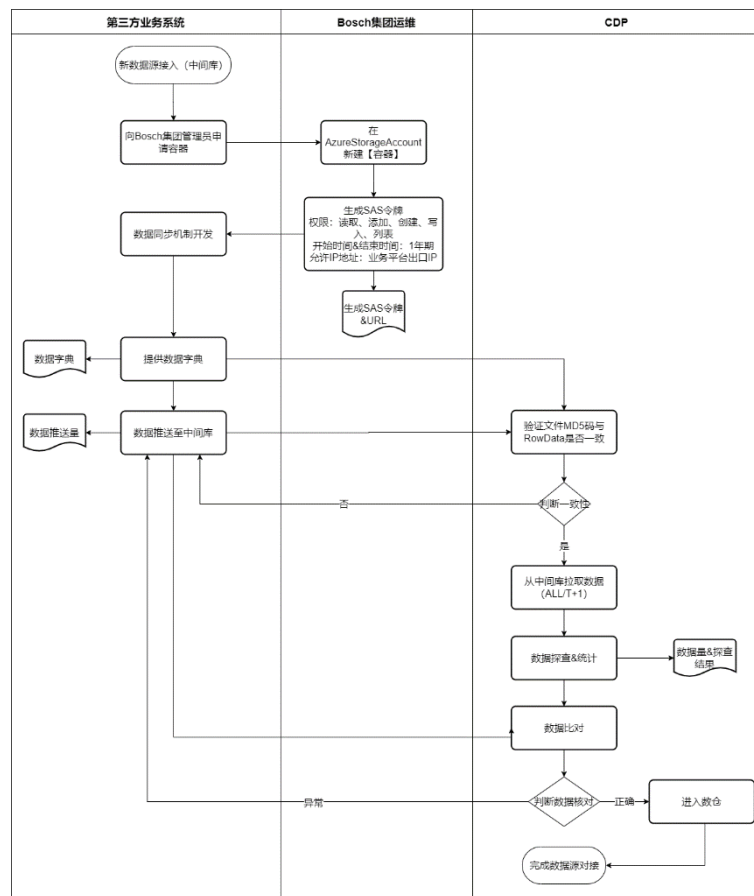 第三方业务系统
Bosch集团运维
CDP
新数据源接入（中间库）
向Bosch集团管理员申
请容器
在
AzureStorageAccount
新建【容器】
生成SAS令牌
权限：读取、添加、创建、写
入、列表
开始时间&结束时间：1年期
允许IP地址：业务平台出口IP
数据同步机制开发
生成SAS令牌
&URL
数据字典
提供数据字典
数据推送量
数据推送至中间库
验证文件MD5码与
RowData是否一致
否
判断一致性
是
从中间库拉取数据
（ALL/T+1）
数据探查&统计
数据量&探查
结果
数据比对
异常
判断数据核对
正确
进入数仓
完成数据源对接